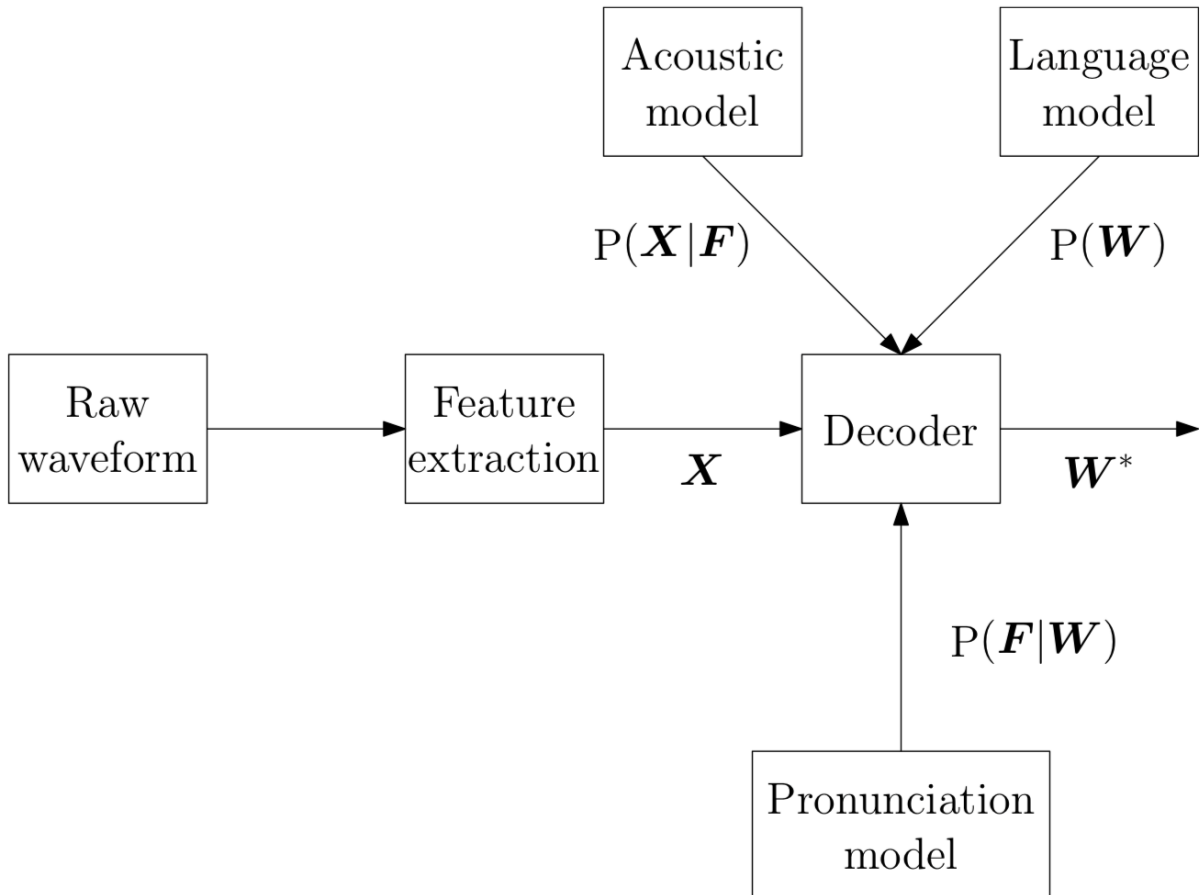 Acoustic
model
Language
model
P(X|F)
P(W)
Raw
waveform
Feature
extraction
X
Decoder
W*
P(F|W)
Pronunciation
model